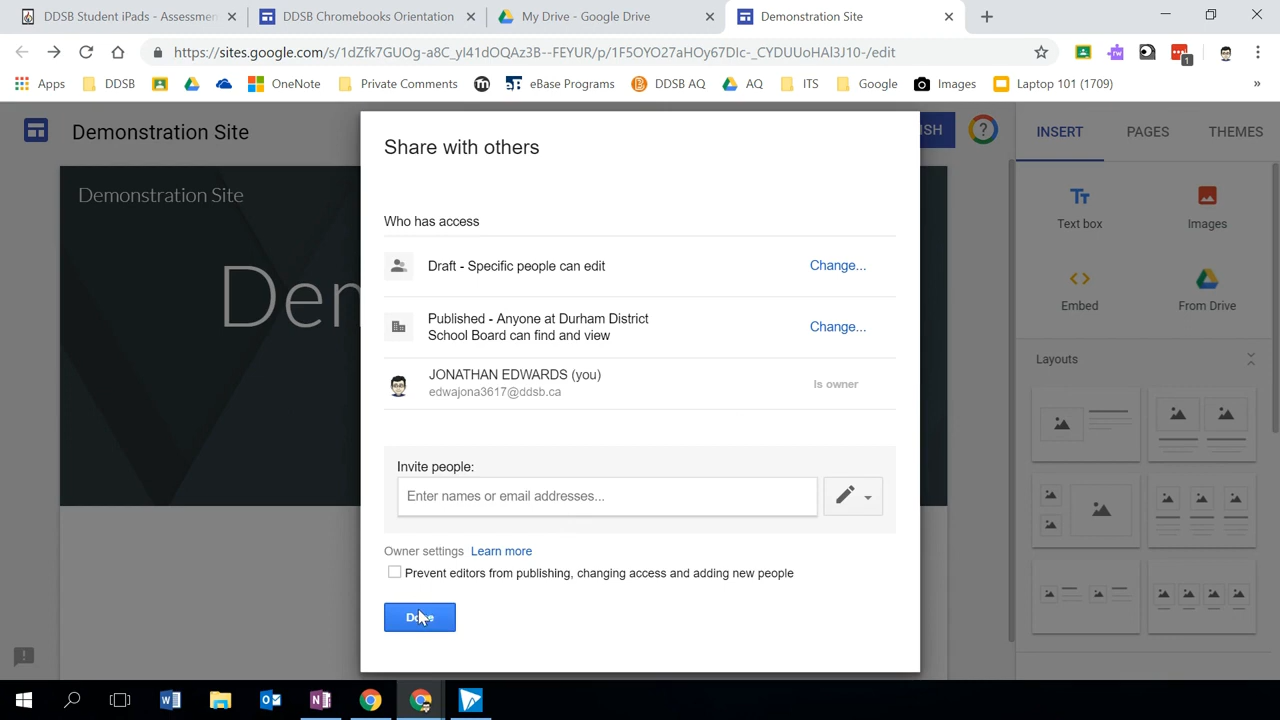 DDSB Student iPads - Assessmen
DDSB Chromebooks Orientation
My Drive - Google Drive
Demonstration Site
https://sites.google.com/s/1dZfk7GUOg-a8C_yl41dOQAz3B--FEYUR/p/1F5OYO27aHOy67DIc-_CYDUUoHAl3J10-/edit
1
Apps
DDSB
OneNote
Private Comments
eBase Programs
DDSB AQ
AQ
ITS
Google
Images
Laptop 101 (1709)
»
Demonstration Site
ISH
?
INSERT
PAGES
THEMES
Demonstration Site
Den
Share with others
Who has access
Draft - Specific people can edit
Change...
Published - Anyone at Durham District
School Board can find and view
Change...
JONATHAN EDWARDS (you)
edwajona3617@ddsb.ca
Is owner
Invite people:
Enter names or email addresses...
Owner settings Learn more
Prevent editors from publishing, changing access and adding new people
Tt
Text box
Images
Embed
From Drive
Layouts